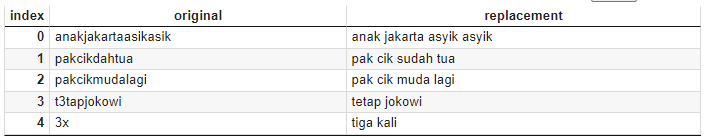 index original replacement
0 anakjakartaasikasik anak jakarta asyik asyik
1 pakcikdahtua pak cik sudah tua
2 pakcikmudalagi pak cik muda lagi
3 t3tapjokowi tetap jokowi
4 3x tiga kali